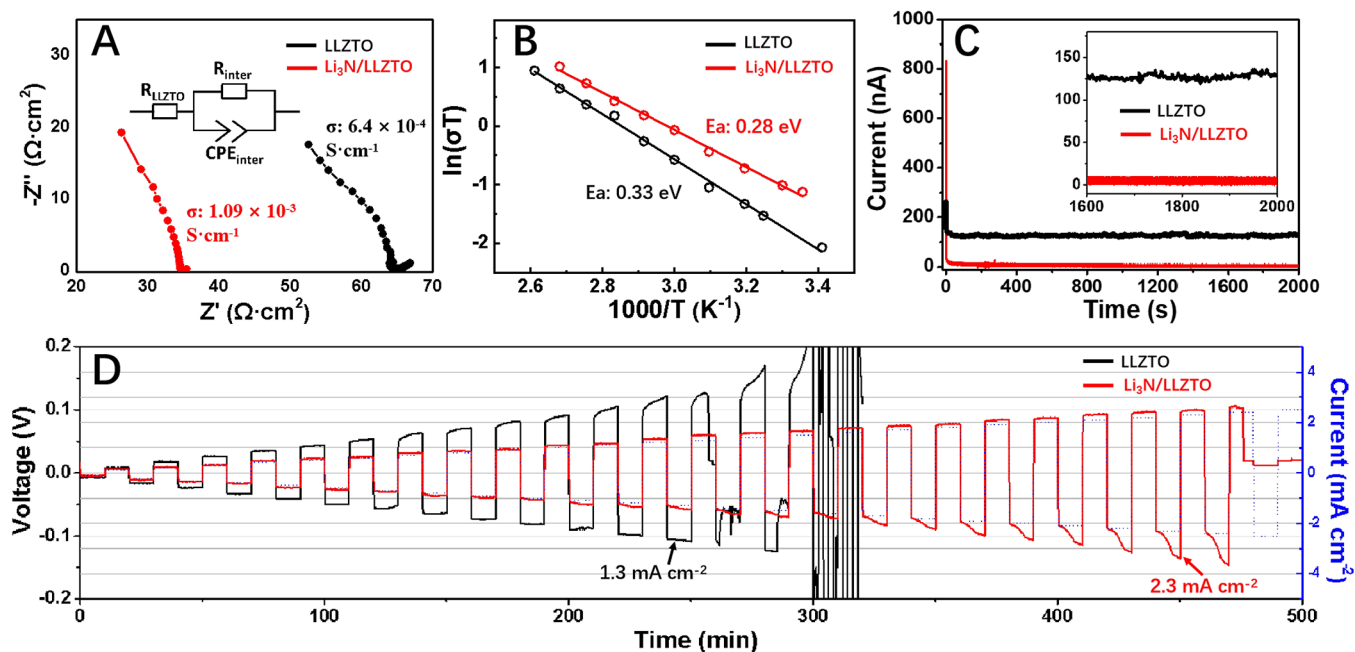 A
LLZTO
Li₃N/LLZTO
R_LLZTO
R_inter
CPE_inter
σ: 6.4 × 10⁻⁴
S·cm⁻¹
σ: 1.09 × 10⁻³
S·cm⁻¹
-Z'' (Ω·cm²)
30
20
10
0
20 30 40 50 60 70
Z' (Ω·cm²)
B
LLZTO
Li₃N/LLZTO
Ea: 0.28 eV
Ea: 0.33 eV
ln(σT)
1
0
-1
-2
2.6 2.8 3.0 3.2 3.4
1000/T (K⁻¹)
C
Current (nA)
1000
800
600
400
200
0
0 400 800 1200 1600 2000
Time (s)
150
100
50
0
1600 1800 2000
LLZTO
Li₃N/LLZTO
D
LLZTO
Li₃N/LLZTO
Voltage (V)
0.2
0.1
0.0
-0.1
-0.2
1.3 mA cm⁻²
2.3 mA cm⁻²
4
2
0
-2
-4
Current (mA cm⁻²)
0 100 200 300 400 500
Time (min)